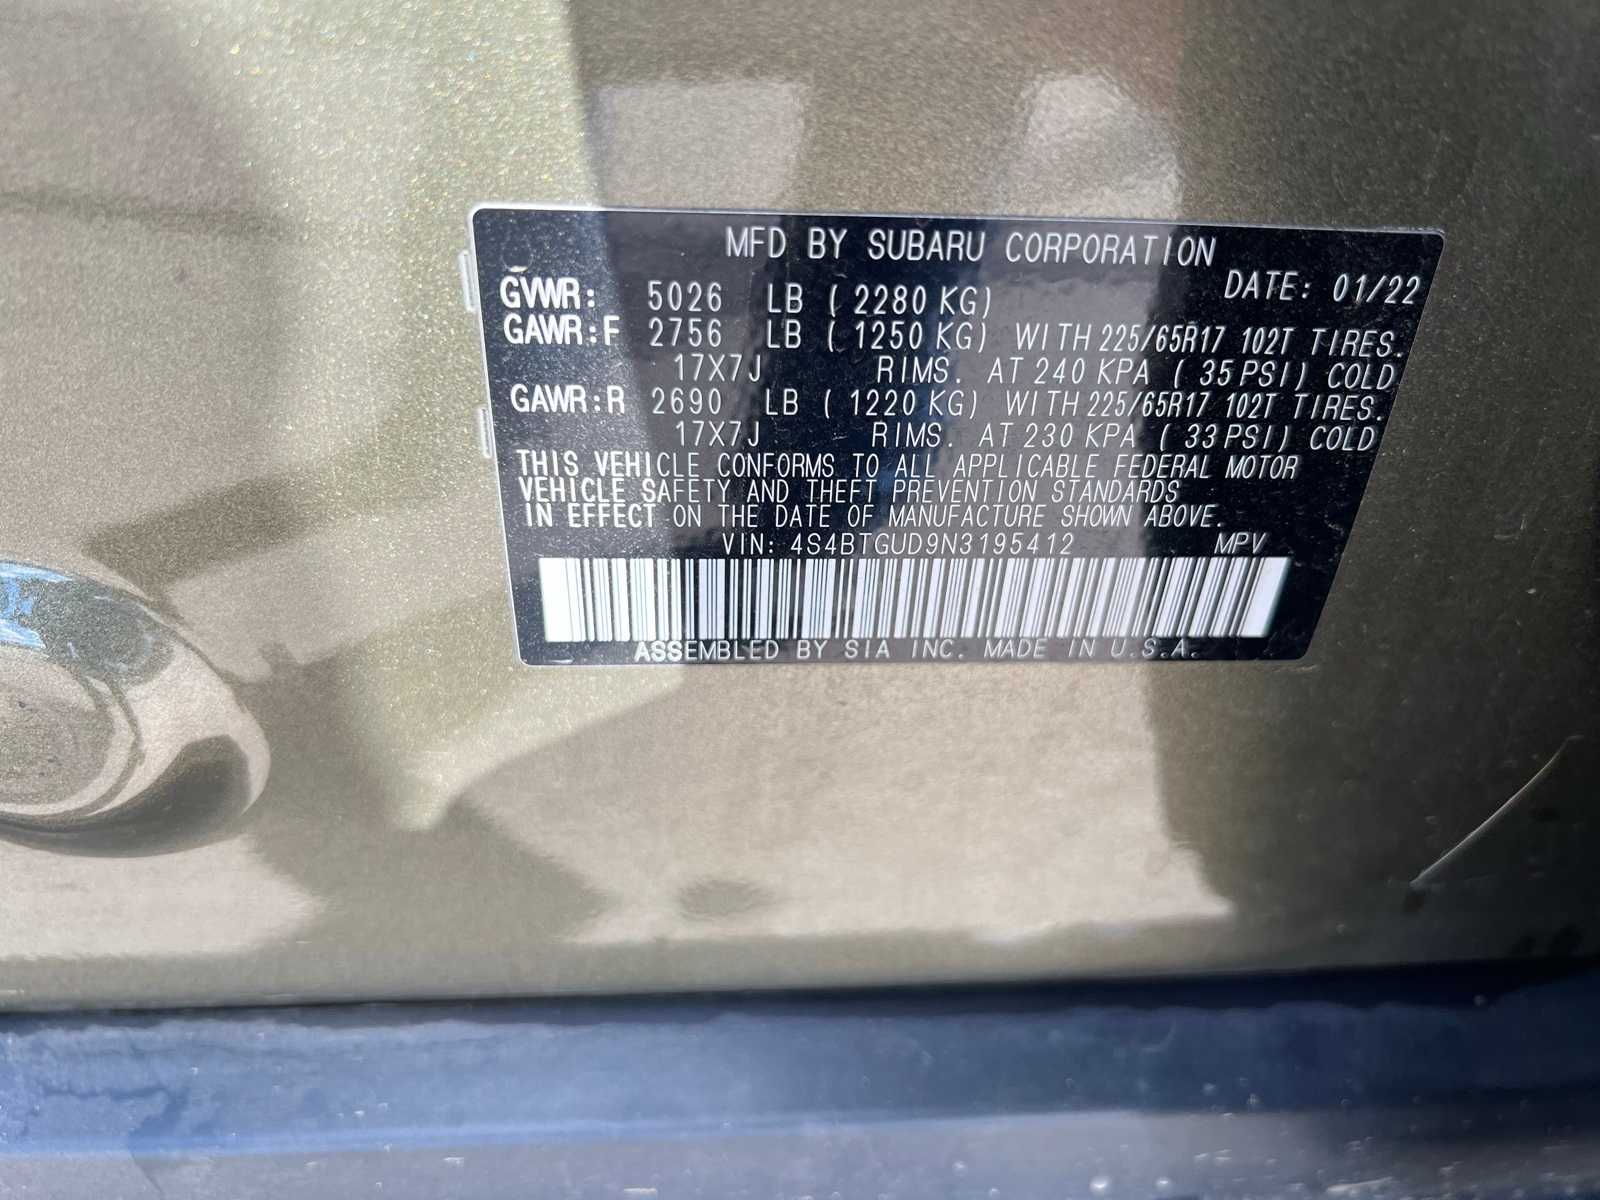 MFD BY SUBARU CORPORATION
DATE: 01/22
GVWR: 5026 LB ( 2280 KG)
GAWR:F 2756 LB ( 1250 KG) WITH 225/65R17 102T TIRES.
17X7J RIMS. AT 240 KPA ( 35 PSI) COLD
GAWR:R 2690 LB ( 1220 KG) WITH 225/65R17 102T TIRES.
17X7J RIMS. AT 230 KPA ( 33 PSI) COLD
THIS VEHICLE CONFORMS TO ALL APPLICABLE FEDERAL MOTOR
VEHICLE SAFETY AND THEFT PREVENTION STANDARDS
IN EFFECT ON THE DATE OF MANUFACTURE SHOWN ABOVE.
VIN: 4S4BTGUD9N3195412 MPV
ASSEMBLED BY SIA INC. MADE IN U.S.A.